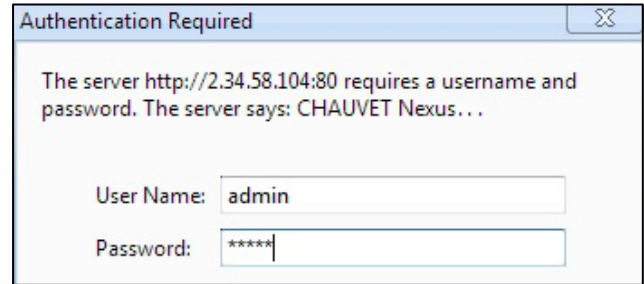 Authentication Required
The server http://2.34.58.104:80 requires a username and
password. The server says: CHAUVET Nexus...
User Name: admin
Password: *****